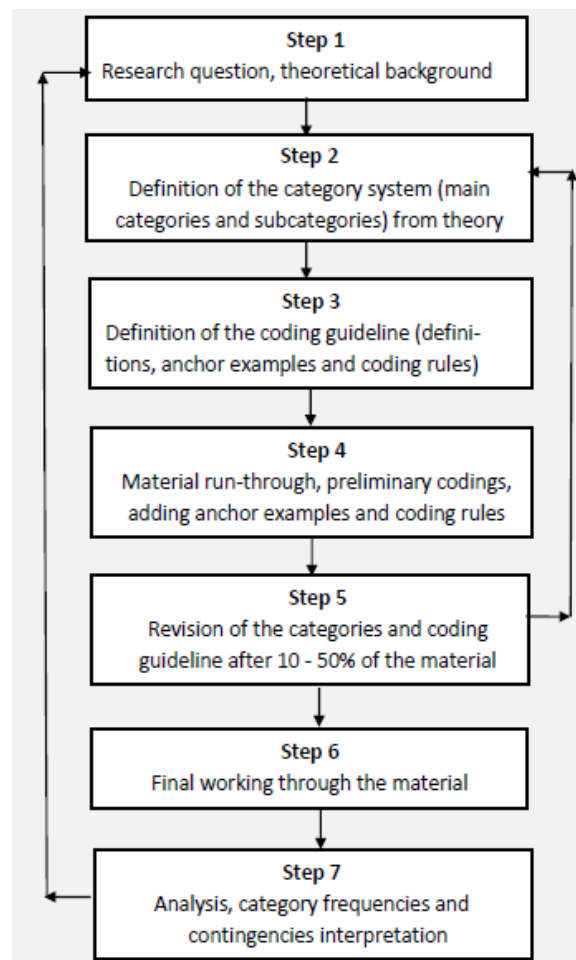 Step 1
Research question, theoretical background
Step 2
Definition of the category system (main
categories and subcategories) from theory
Step 3
Definition of the coding guideline (defini-
tions, anchor examples and coding rules)
Step 4
Material run-through, preliminary codings,
adding anchor examples and coding rules
Step 5
Revision of the categories and coding
guideline after 10 - 50% of the material
Step 6
Final working through the material
Step 7
Analysis, category frequencies and
contingencies interpretation